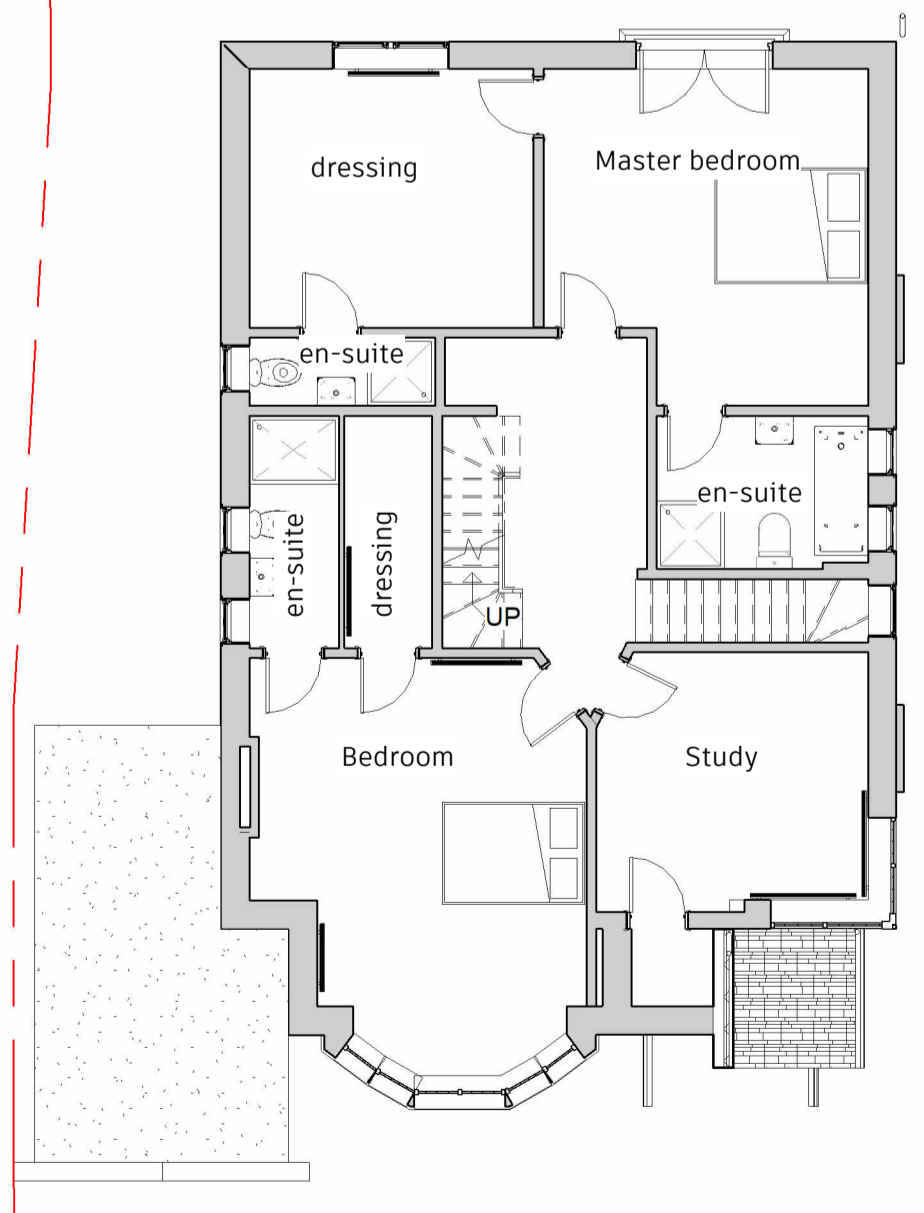 dressing
Master bedroom
en-suite
en-suite
en-suite
dressing
UP
Bedroom
Study